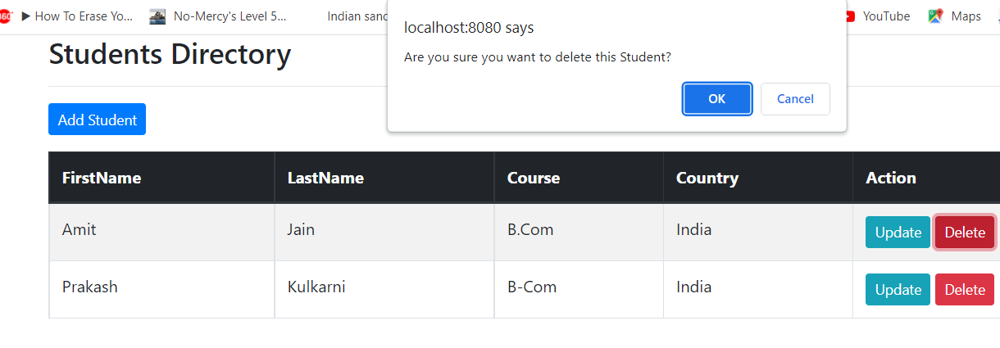 360° ▶ How To Erase Yo... No-Mercy's Level 5... Indian sand YouTube Maps
localhost:8080 says
Are you sure you want to delete this Student?
OK Cancel
Students Directory
Add Student
FirstName LastName Course Country Action
Amit Jain B.Com India Update Delete
Prakash Kulkarni B-Com India Update Delete